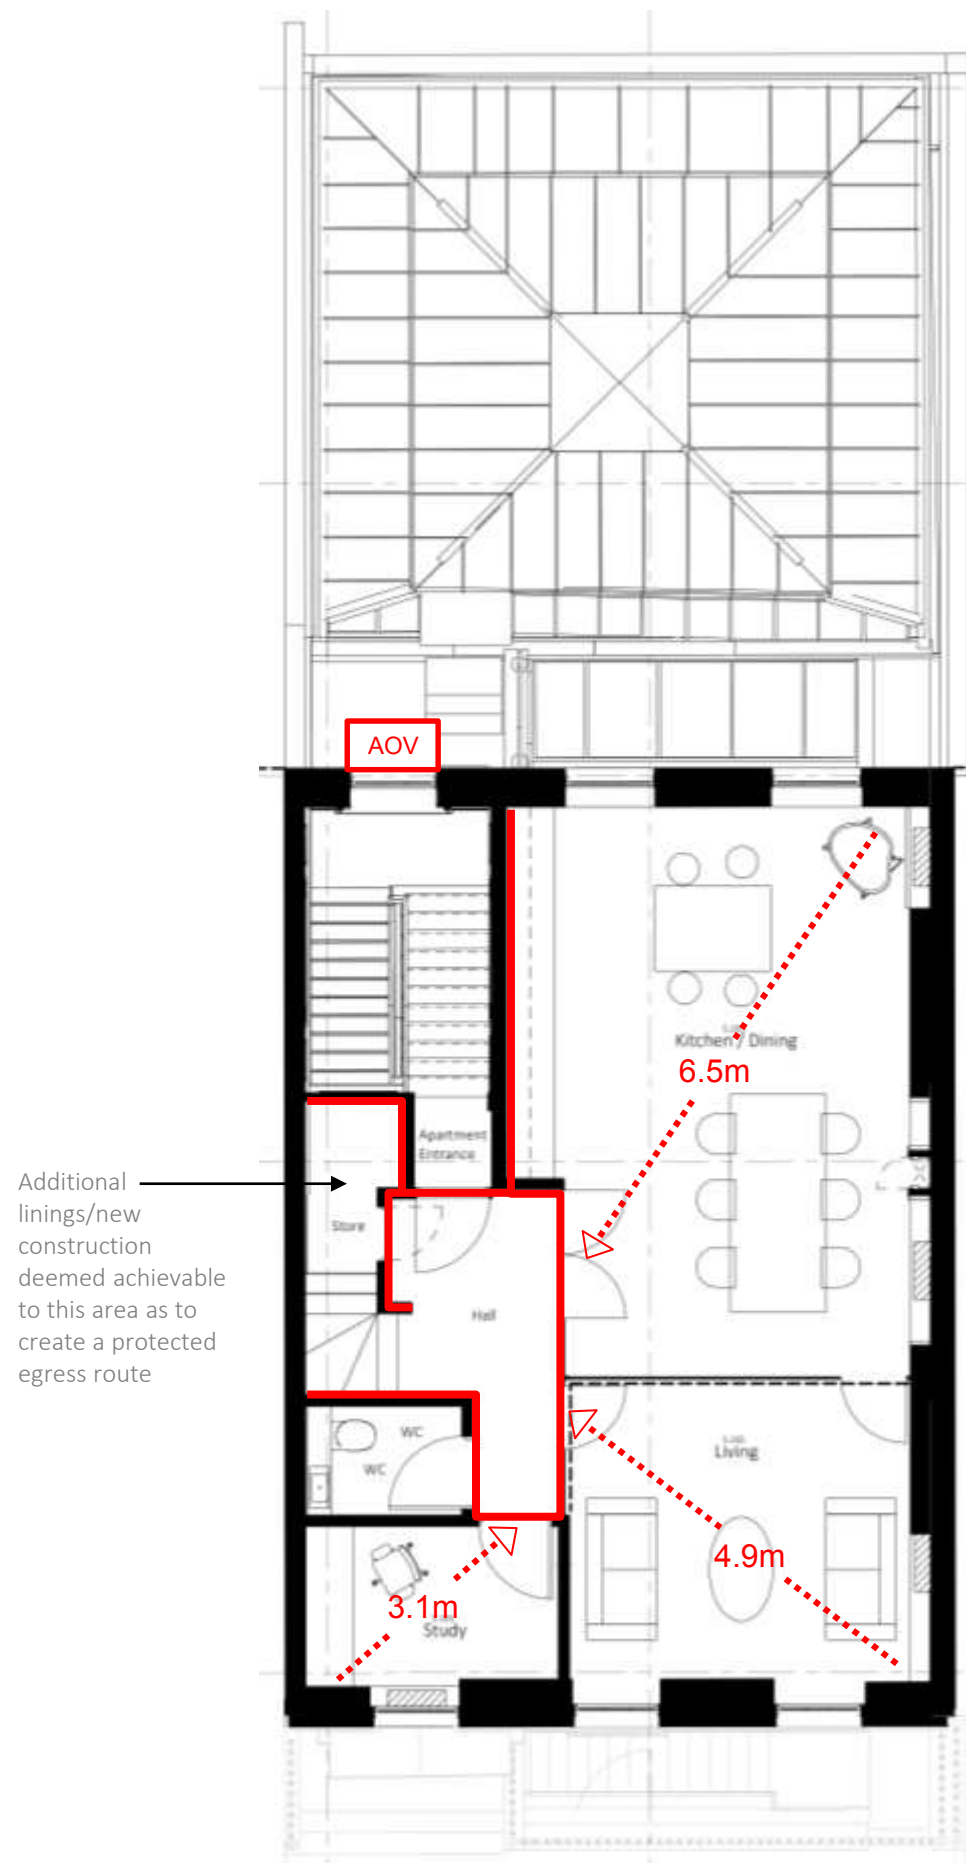 AOV
Kitchen / Dining
6.5m
Apartment
Entrance
Additional
linings/new
construction
deemed achievable
to this area as to
create a protected
egress route
Store
Hall
WC
WC
Living
4.9m
3.1m
Study